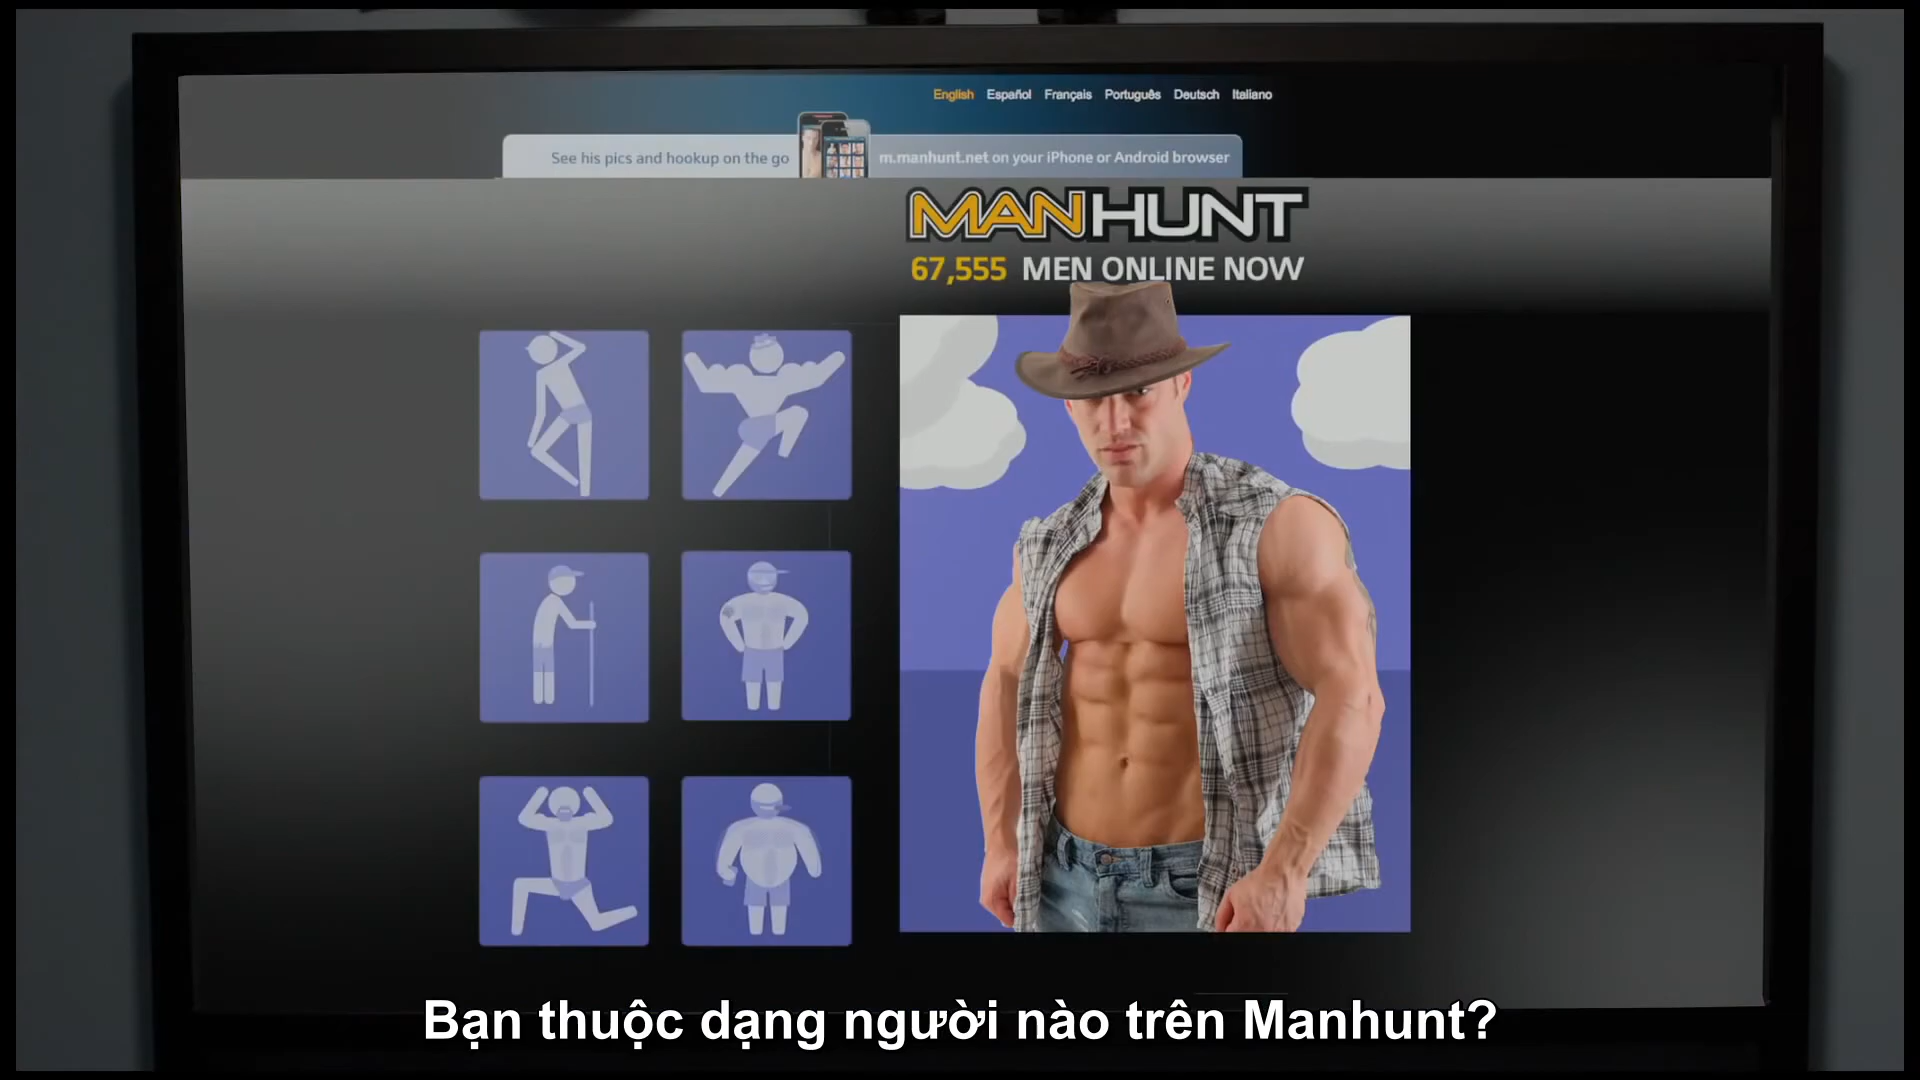 English Español Français Português Deutsch Italiano
See his pics and hookup on the go m.manhunt.net on your iPhone or Android browser
MANHUNT
67,555 MEN ONLINE NOW
Bạn thuộc dạng người nào trên Manhunt?